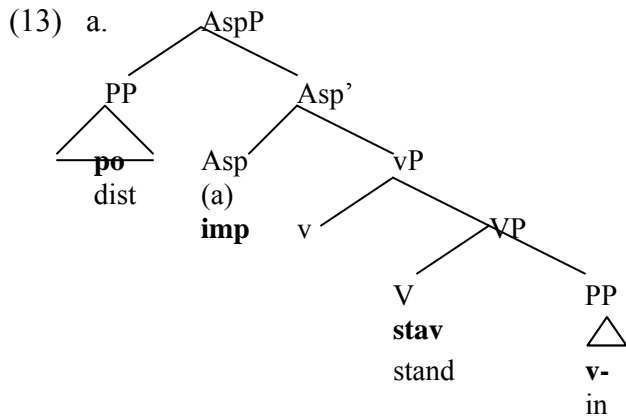 (13) a. AspP
PP Asp’
po Asp vP
dist (a)
imp v VP
V PP
stav
stand v-
in